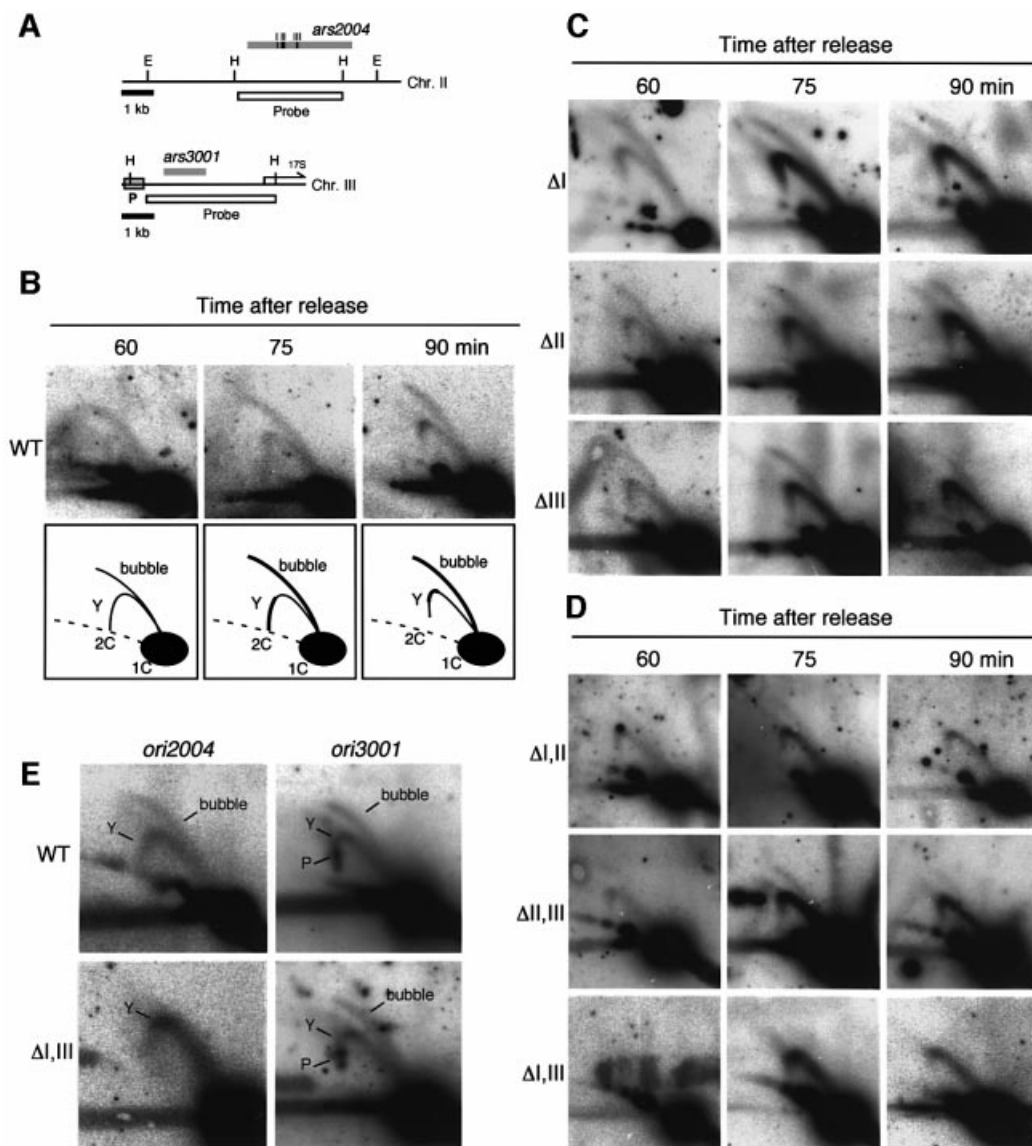 A
I II III
ars2004
E H H E
Chr. II
1 kb
Probe
H
ars3001
17S
Chr. III
P
Probe
1 kb
B
Time after release
60 75 90 min
WT
bubble
Y
2C
1C
bubble
Y
2C
1C
bubble
Y
2C
1C
C
Time after release
60 75 90 min
ΔI
ΔII
ΔIII
D
Time after release
60 75 90 min
ΔI,II
ΔII,III
ΔI,III
E
ori2004 ori3001
WT
bubble
Y
bubble
Y
P
ΔI,III
Y
bubble
Y
P